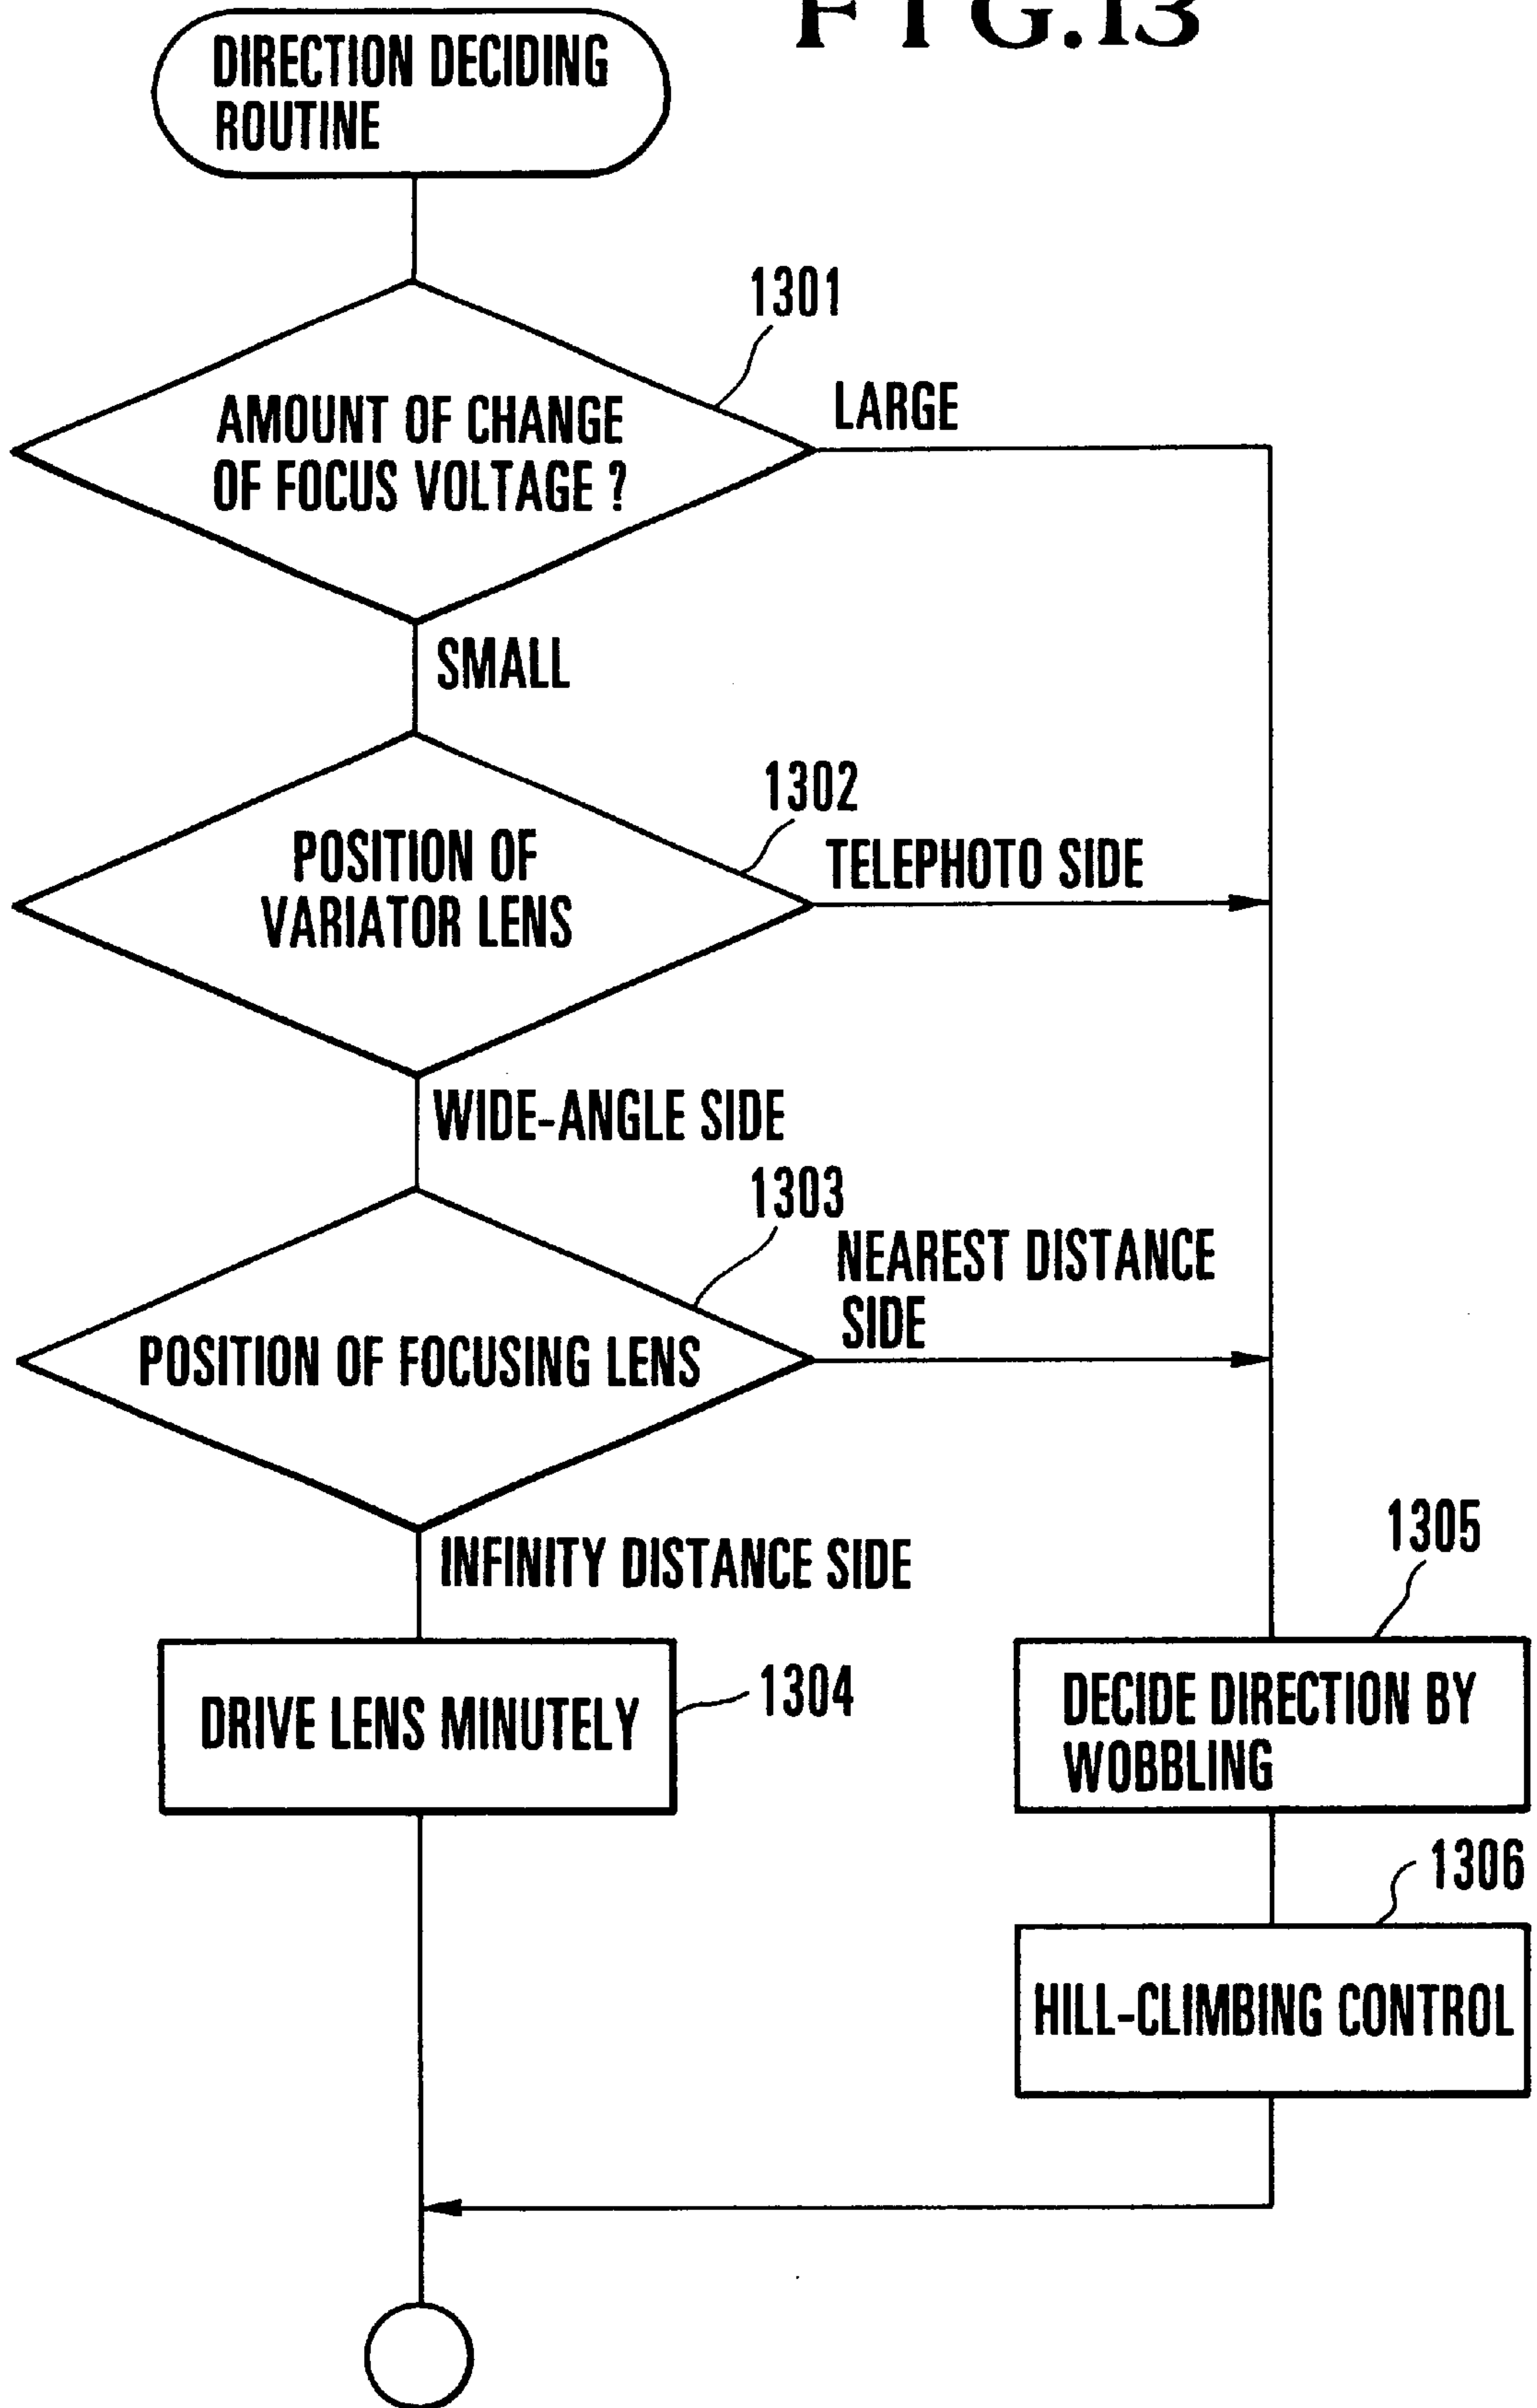 FIG.13
DIRECTION DECIDING
ROUTINE
1301
AMOUNT OF CHANGE
OF FOCUS VOLTAGE ?
LARGE
SMALL
1302
POSITION OF
VARIATOR LENS
TELEPHOTO SIDE
WIDE-ANGLE SIDE
1303
NEAREST DISTANCE
SIDE
POSITION OF FOCUSING LENS
INFINITY DISTANCE SIDE
1305
DRIVE LENS MINUTELY
1304
DECIDE DIRECTION BY
WOBBLING
1306
HILL-CLIMBING CONTROL